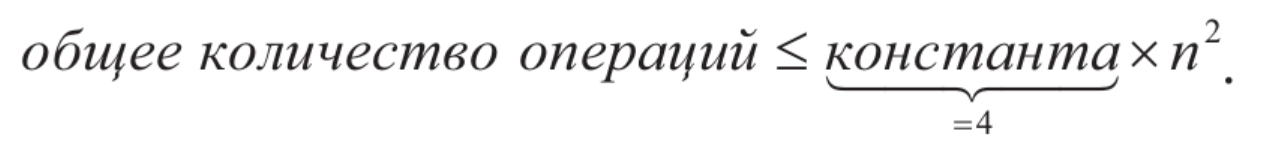 общее количество операций ≤ константа × n².
=4